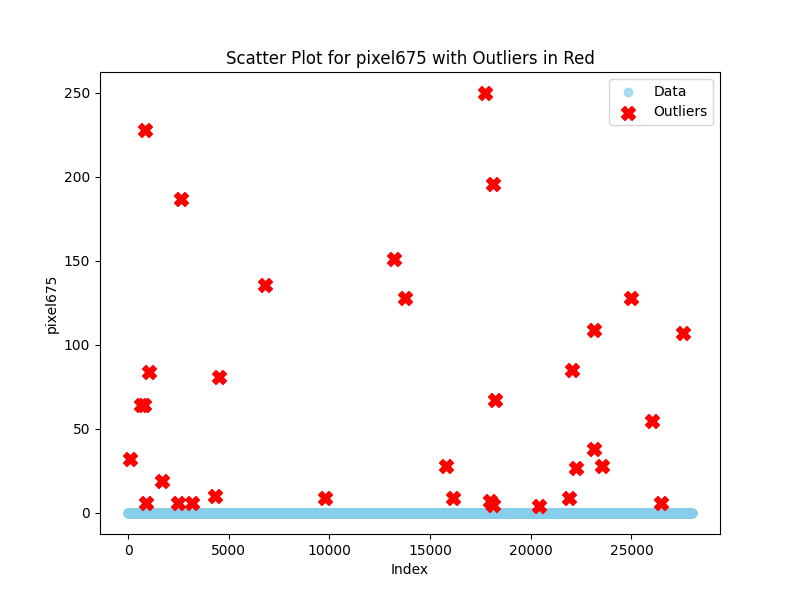 Scatter Plot for pixel675 with Outliers in Red
Data
Outliers
250
200
150
100
50
0
pixel675
0 5000 10000 15000 20000 25000
Index